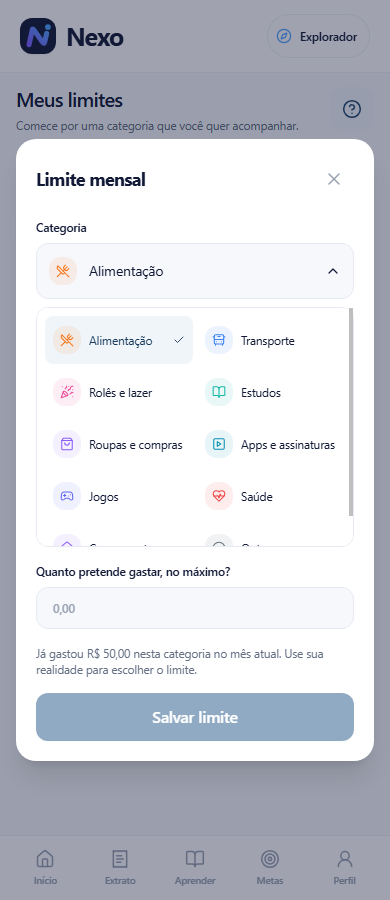 Nexo
Explorador
Meus limites
Comece por uma categoria que você quer acompanhar.
Limite mensal
Categoria
Alimentação
Alimentação
Transporte
Rolês e lazer
Estudos
Roupas e compras
Apps e assinaturas
Jogos
Saúde
Quanto pretende gastar, no máximo?
0,00
Já gastou R$ 50,00 nesta categoria no mês atual. Use sua
realidade para escolher o limite.
Salvar limite
Início
Extrato
Aprender
Metas
Perfil